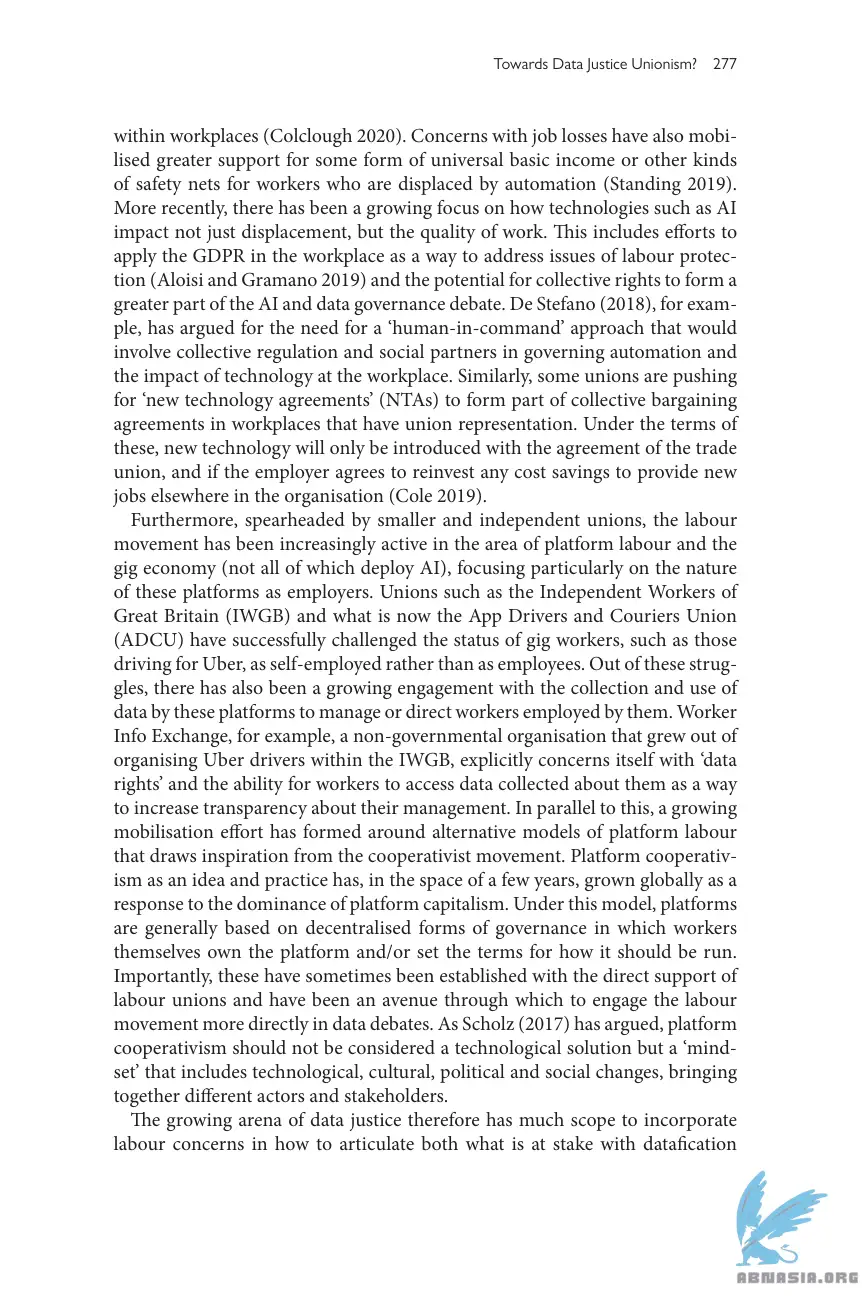 Towards Data Justice Unionism? 277
within workplaces (Colclough 2020). Concerns with job losses have also mobi-
lised greater support for some form of universal basic income or other kinds
of safety nets for workers who are displaced by automation (Standing 2019).
More recently, there has been a growing focus on how technologies such as AI
impact not just displacement, but the quality of work. This includes efforts to
apply the GDPR in the workplace as a way to address issues of labour protec-
tion (Aloisi and Gramano 2019) and the potential for collective rights to form a
greater part of the AI and data governance debate. De Stefano (2018), for exam-
ple, has argued for the need for a ‘human-in-command’ approach that would
involve collective regulation and social partners in governing automation and
the impact of technology at the workplace. Similarly, some unions are pushing
for ‘new technology agreements’ (NTAs) to form part of collective bargaining
agreements in workplaces that have union representation. Under the terms of
these, new technology will only be introduced with the agreement of the trade
union, and if the employer agrees to reinvest any cost savings to provide new
jobs elsewhere in the organisation (Cole 2019).
Furthermore, spearheaded by smaller and independent unions, the labour
movement has been increasingly active in the area of platform labour and the
gig economy (not all of which deploy AI), focusing particularly on the nature
of these platforms as employers. Unions such as the Independent Workers of
Great Britain (IWGB) and what is now the App Drivers and Couriers Union
(ADCU) have successfully challenged the status of gig workers, such as those
driving for Uber, as self-employed rather than as employees. Out of these strug-
gles, there has also been a growing engagement with the collection and use of
data by these platforms to manage or direct workers employed by them. Worker
Info Exchange, for example, a non-governmental organisation that grew out of
organising Uber drivers within the IWGB, explicitly concerns itself with ‘data
rights’ and the ability for workers to access data collected about them as a way
to increase transparency about their management. In parallel to this, a growing
mobilisation effort has formed around alternative models of platform labour
that draws inspiration from the cooperativist movement. Platform cooperativ-
ism as an idea and practice has, in the space of a few years, grown globally as a
response to the dominance of platform capitalism. Under this model, platforms
are generally based on decentralised forms of governance in which workers
themselves own the platform and/or set the terms for how it should be run.
Importantly, these have sometimes been established with the direct support of
labour unions and have been an avenue through which to engage the labour
movement more directly in data debates. As Scholz (2017) has argued, platform
cooperativism should not be considered a technological solution but a ‘mind-
set’ that includes technological, cultural, political and social changes, bringing
together different actors and stakeholders.
The growing arena of data justice therefore has much scope to incorporate
labour concerns in how to articulate both what is at stake with datafication
ABNASIA.ORG